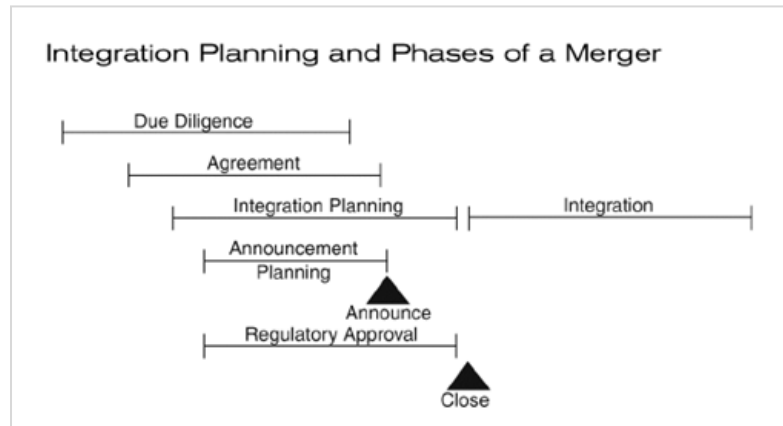 Integration Planning and Phases of a Merger
Due Diligence
Agreement
Integration Planning
Integration
Announcement
Planning
Announce
Regulatory Approval
Close